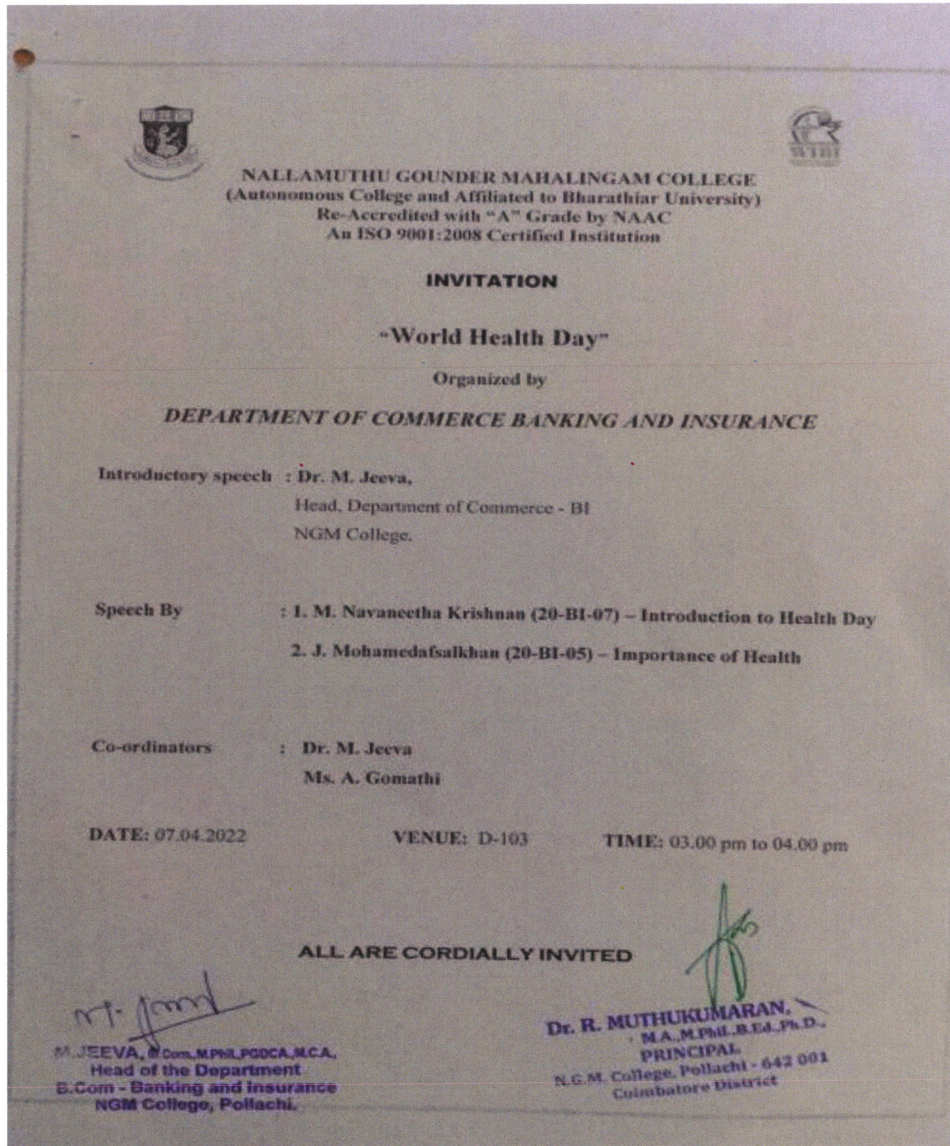 NALLAMUTHU GOUNDER MAHALINGAM COLLEGE
(Autonomous College and Affiliated to Bharathiar University)
Re-Accredited with “A” Grade by NAAC
An ISO 9001:2008 Certified Institution
INVITATION
“World Health Day”
Organized by
DEPARTMENT OF COMMERCE BANKING AND INSURANCE
Introductory speech : Dr. M. Jeeva,
Head, Department of Commerce - BI
NGM College.
Speech By : 1. M. Navaneetha Krishnan (20-BI-07) – Introduction to Health Day
2. J. Mohamedafsalkhan (20-BI-05) – Importance of Health
Co-ordinators : Dr. M. Jeeva
Ms. A. Gomathi
DATE: 07.04.2022 VENUE: D-103 TIME: 03.00 pm to 04.00 pm
ALL ARE CORDIALLY INVITED
M. JEEVA, M.Com.,M.Phil.,PGDCA.,M.C.A.,
Head of the Department
B.Com - Banking and Insurance
NGM College, Pollachi.
Dr. R. MUTHUKUMARAN,
M.A.,M.Phil.,B.Ed.,Ph.D.,
PRINCIPAL
N.G.M. College, Pollachi - 642 001
Coimbatore District